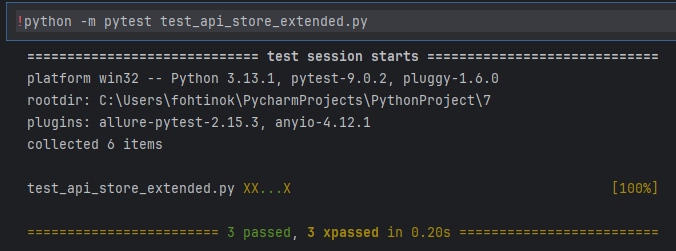 !python -m pytest test_api_store_extended.py
============================= test session starts =============================
platform win32 -- Python 3.13.1, pytest-9.0.2, pluggy-1.6.0
rootdir: C:\Users\fohtinok\PycharmProjects\PythonProject\7
plugins: allure-pytest-2.15.3, anyio-4.12.1
collected 6 items
test_api_store_extended.py XX...X [100%]
======================== 3 passed, 3 xpassed in 0.20s =========================